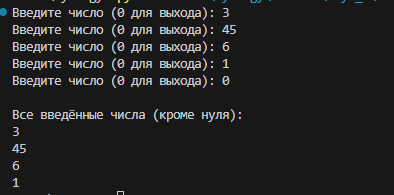 Введите число (0 для выхода): 3
Введите число (0 для выхода): 45
Введите число (0 для выхода): 6
Введите число (0 для выхода): 1
Введите число (0 для выхода): 0
Все введённые числа (кроме нуля):
3
45
6
1